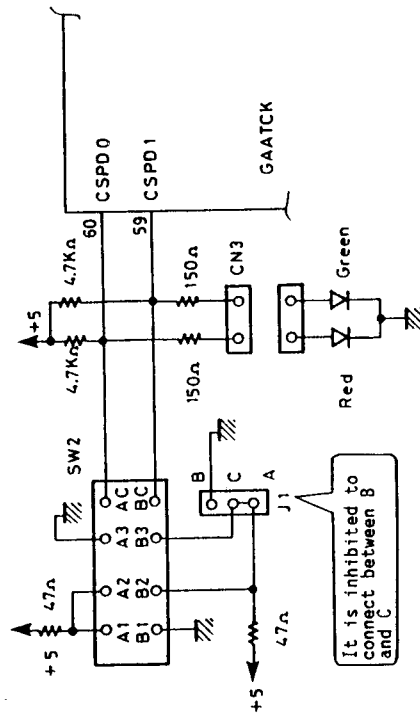 CSPD0
60
CSPD1
59
GAATCK
+5
4.7KΩ
4.7KΩ
150Ω
150Ω
CN3
Green
Red
SW2
A1 A2 A3 AC
B1 B2 B3 BC
47Ω
+5
B
C
A
J1
47Ω
+5
It is inhibited to
connect between B
and C